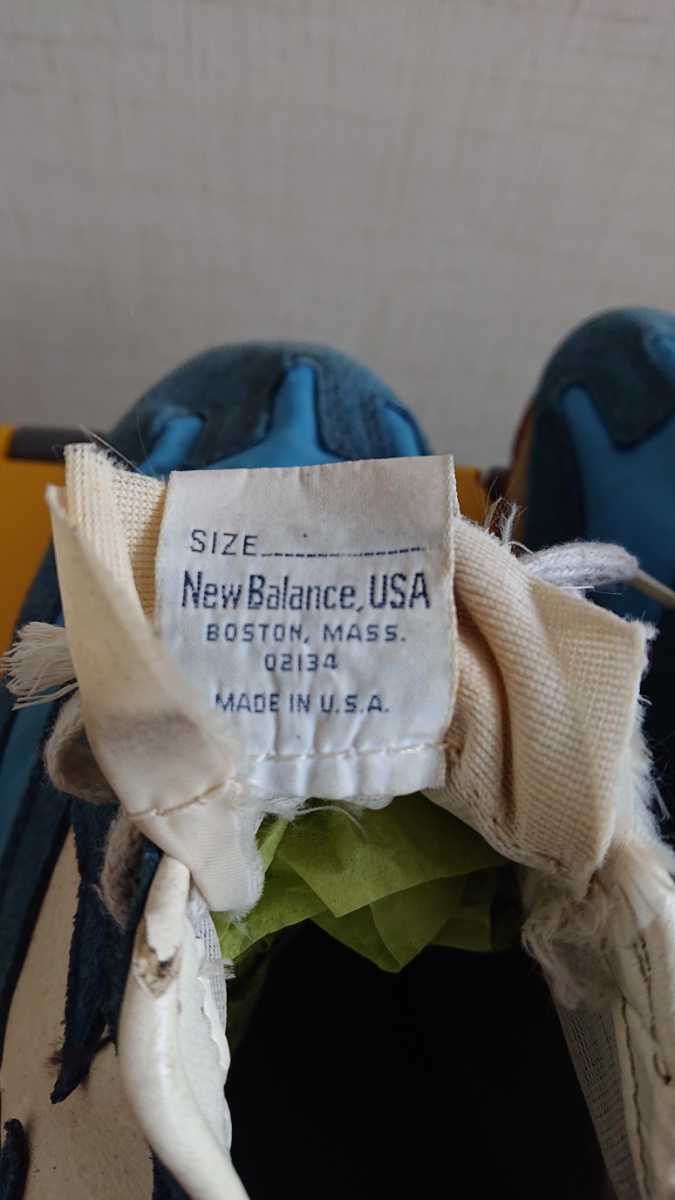 SIZE
New Balance, USA
BOSTON, MASS.
02134
MADE IN U.S.A.